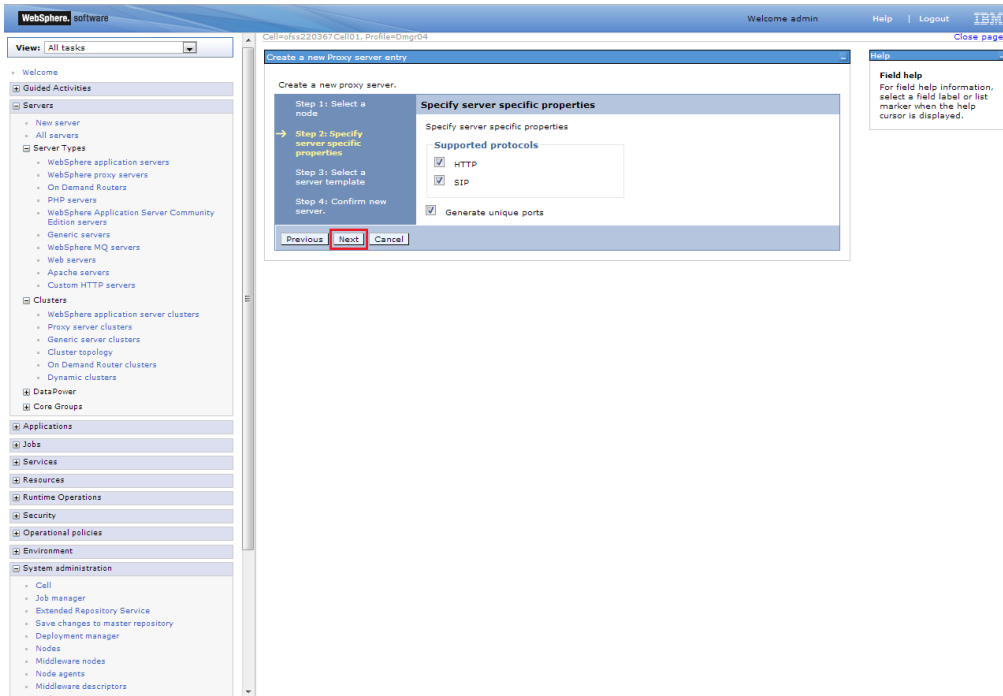 WebSphere. software
Welcome admin
Help | Logout
IBM
View: All tasks
Cell=ofss220367Cell01, Profile=Dmgr04
Close page
Welcome
Guided Activities
Servers
New server
All servers
Server Types
WebSphere application servers
WebSphere proxy servers
On Demand Routers
PHP servers
WebSphere Application Server Community
Edition servers
Generic servers
WebSphere MQ servers
Web servers
Apache servers
Custom HTTP servers
Clusters
WebSphere application server clusters
Proxy server clusters
Generic server clusters
Cluster topology
On Demand Router clusters
Dynamic clusters
DataPower
Core Groups
Applications
Jobs
Services
Resources
Runtime Operations
Security
Operational policies
Environment
System administration
Cell
Job manager
Extended Repository Service
Save changes to master repository
Deployment manager
Nodes
Middleware nodes
Node agents
Middleware descriptors
Create a new Proxy server entry
Create a new proxy server.
Step 1: Select a
node
Step 2: Specify
server specific
properties
Step 3: Select a
server template
Step 4: Confirm new
server.
Specify server specific properties
Specify server specific properties
Supported protocols
HTTP
SIP
Generate unique ports
Previous Next Cancel
Help
Field help
For field help information,
select a field label or list
marker when the help
cursor is displayed.